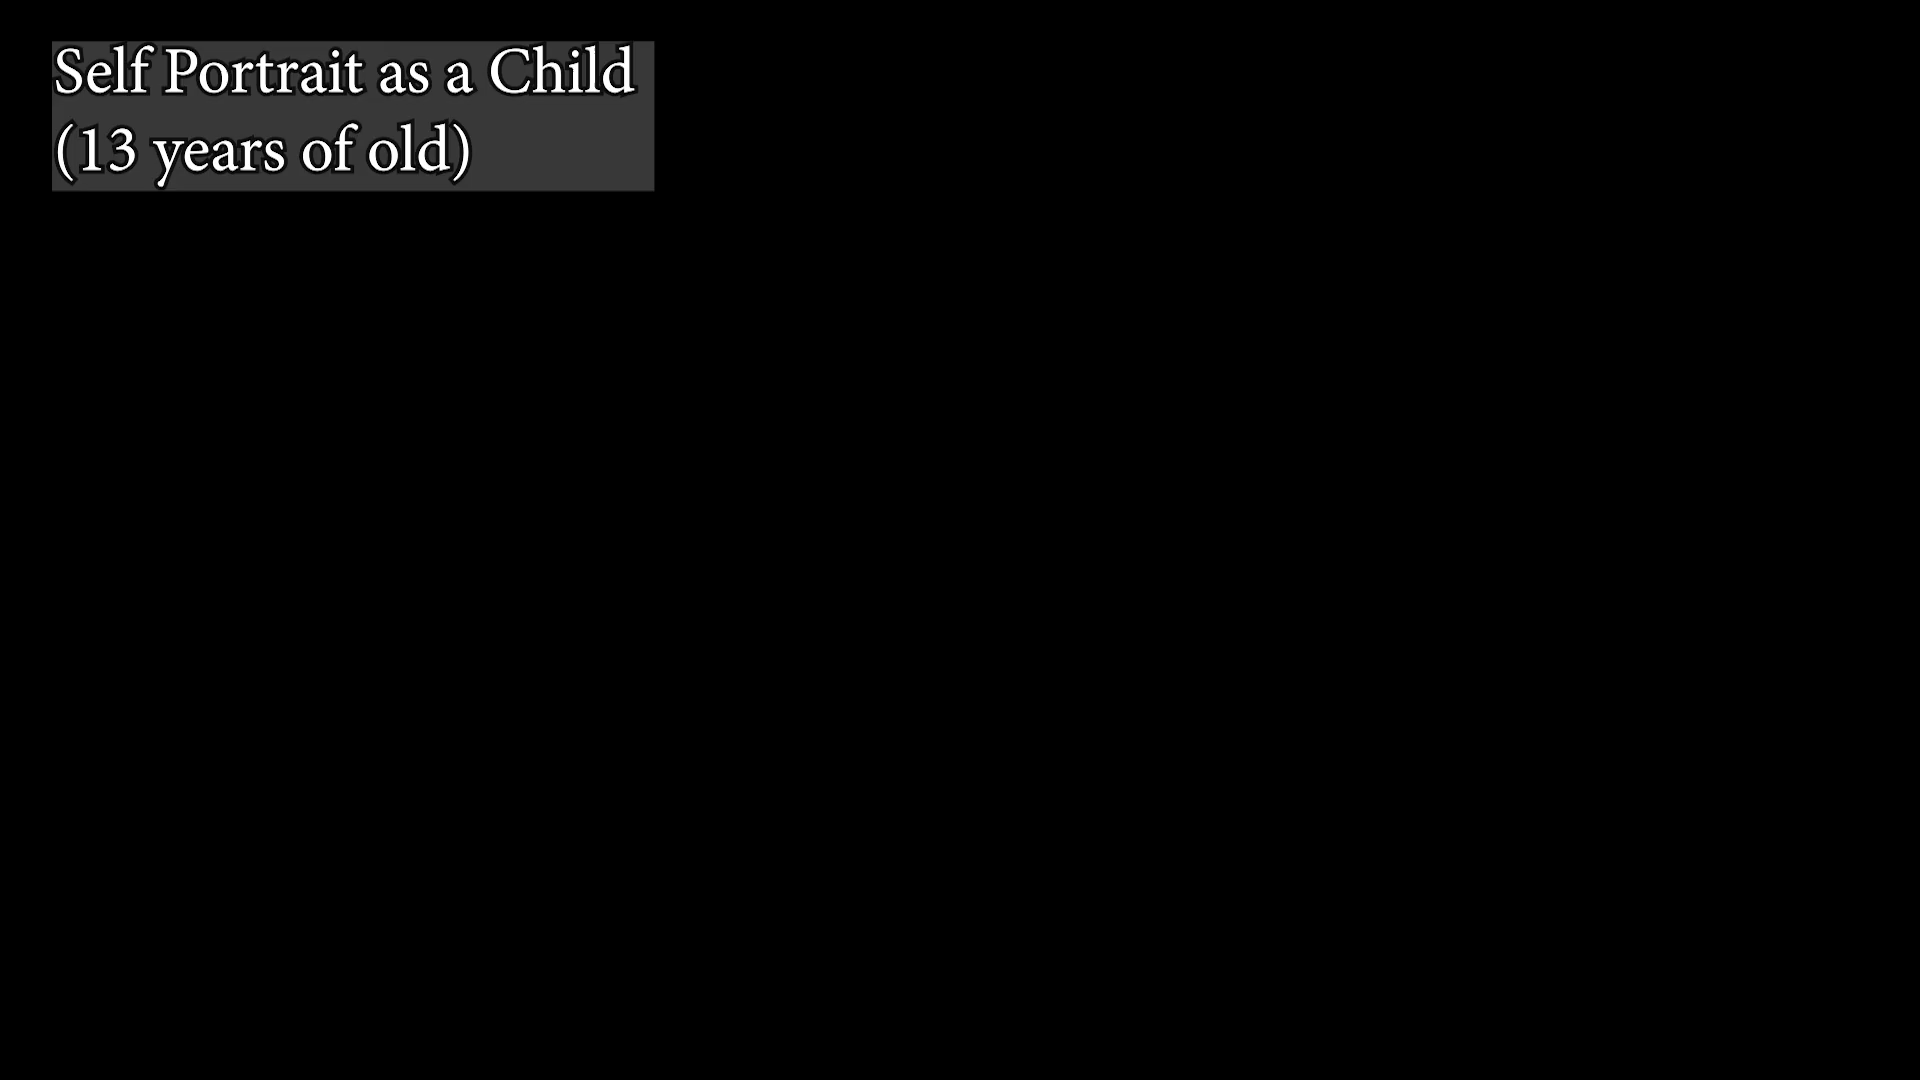 Self Portrait as a Child
(13 years of old)